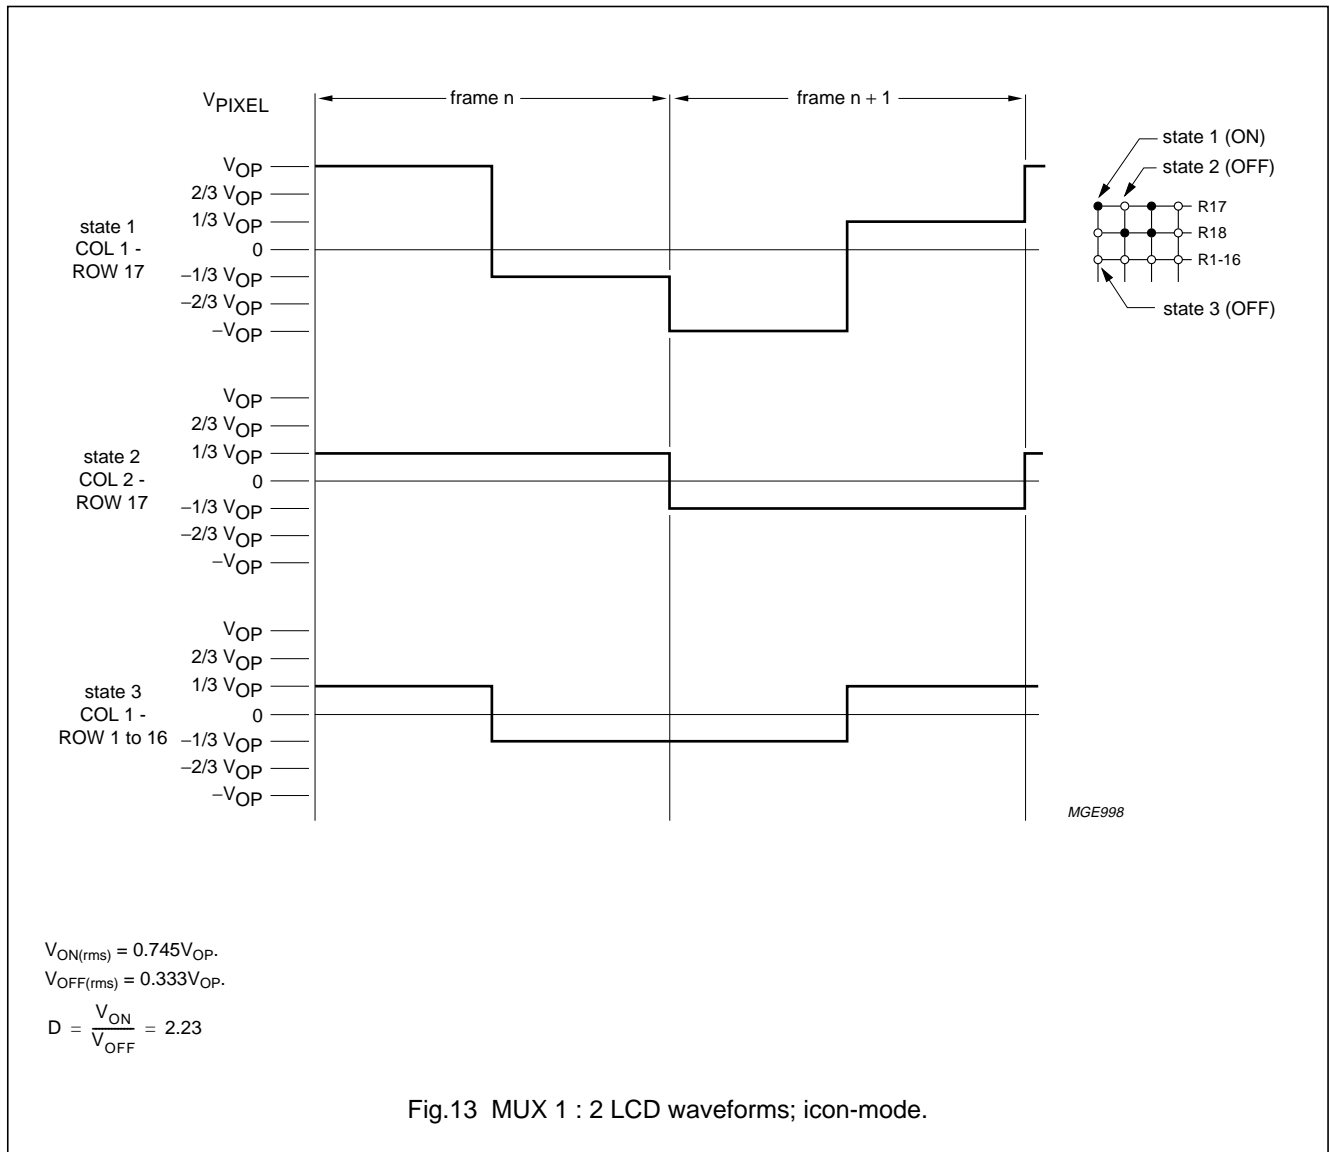 VPIXEL
frame n
frame n + 1
state 1 (ON)
state 2 (OFF)
R17
R18
R1-16
state 3 (OFF)
state 1
COL 1 -
ROW 17
VOP
2/3 VOP
1/3 VOP
0
−1/3 VOP
−2/3 VOP
−VOP
state 2
COL 2 -
ROW 17
VOP
2/3 VOP
1/3 VOP
0
−1/3 VOP
−2/3 VOP
−VOP
state 3
COL 1 -
ROW 1 to 16
VOP
2/3 VOP
1/3 VOP
0
−1/3 VOP
−2/3 VOP
−VOP
MGE998
VON(rms) = 0.745VOP.
VOFF(rms) = 0.333VOP.
D = VON / VOFF = 2.23
Fig.13 MUX 1 : 2 LCD waveforms; icon-mode.